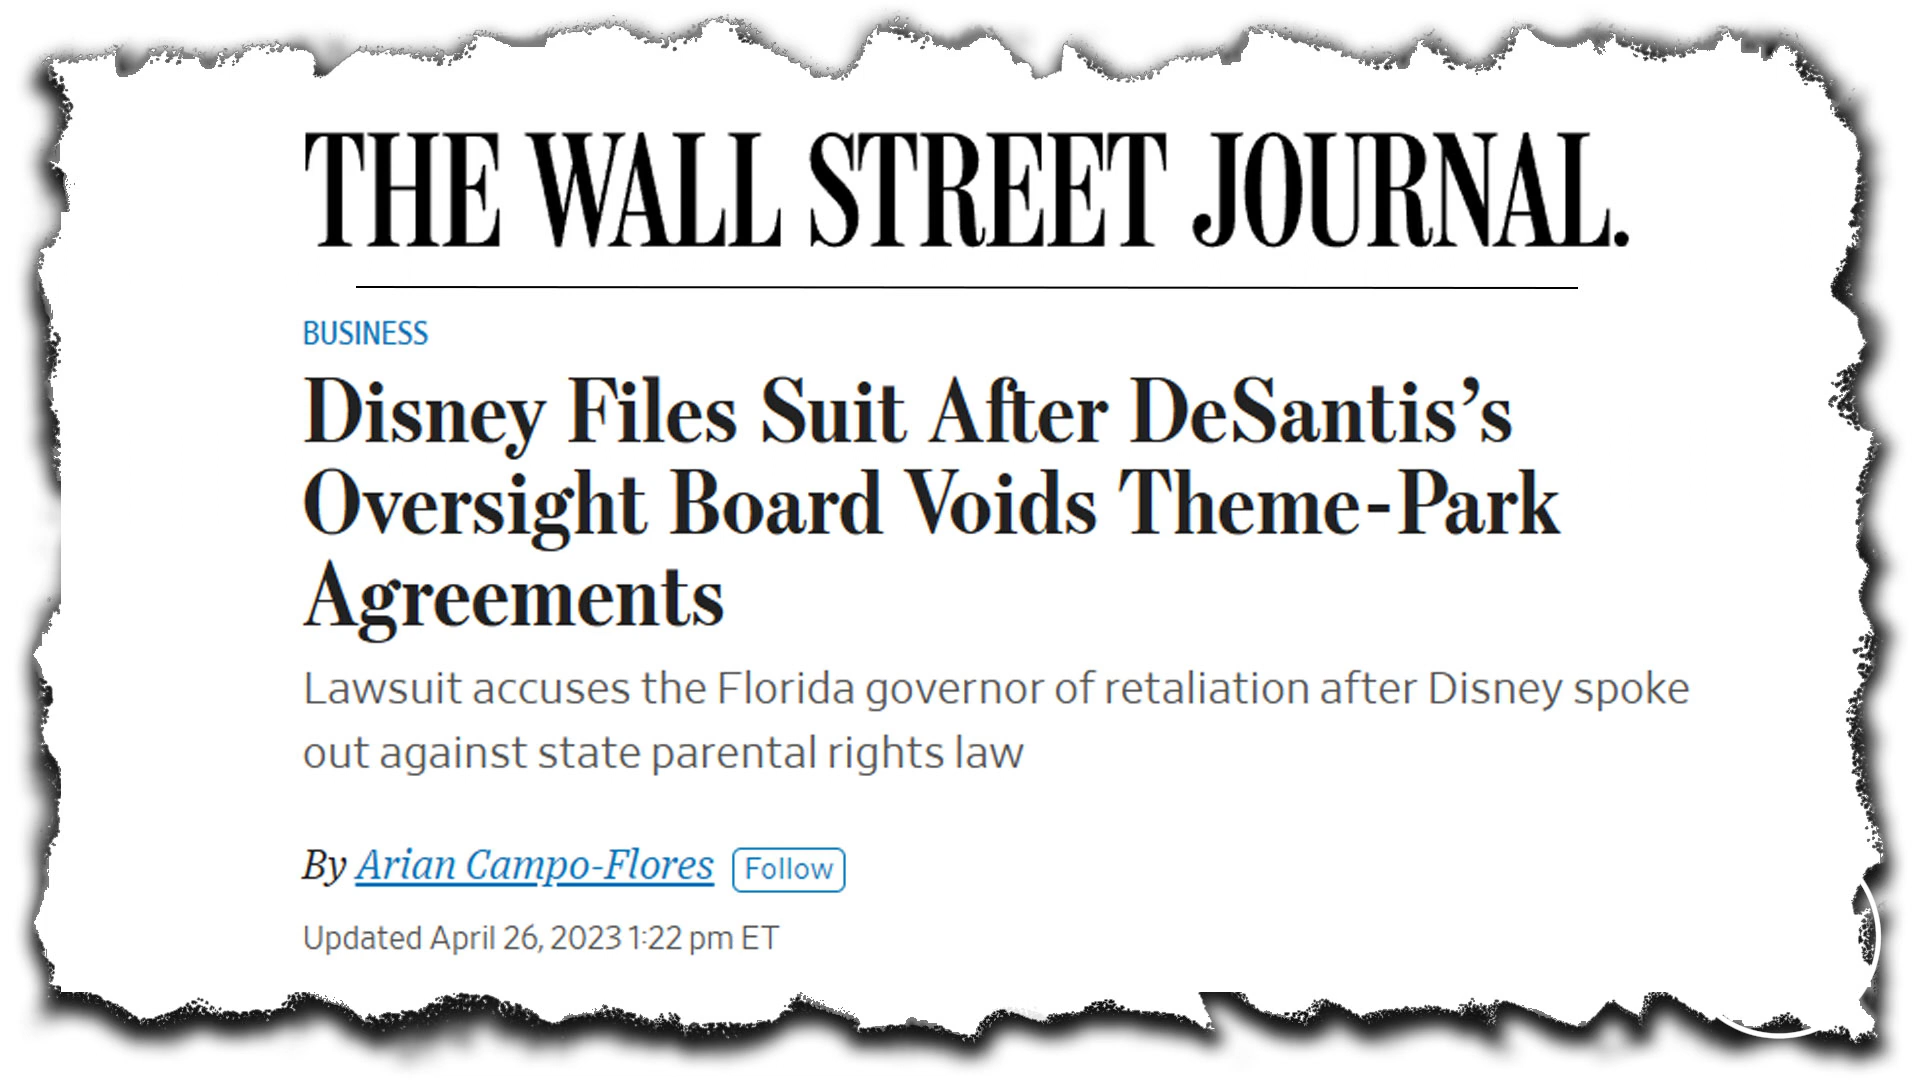 THE WALL STREET JOURNAL.
BUSINESS
Disney Files Suit After DeSantis’s
Oversight Board Voids Theme-Park
Agreements
Lawsuit accuses the Florida governor of retaliation after Disney spoke
out against state parental rights law
By Arian Campo-Flores Follow
Updated April 26, 2023 1:22 pm ET